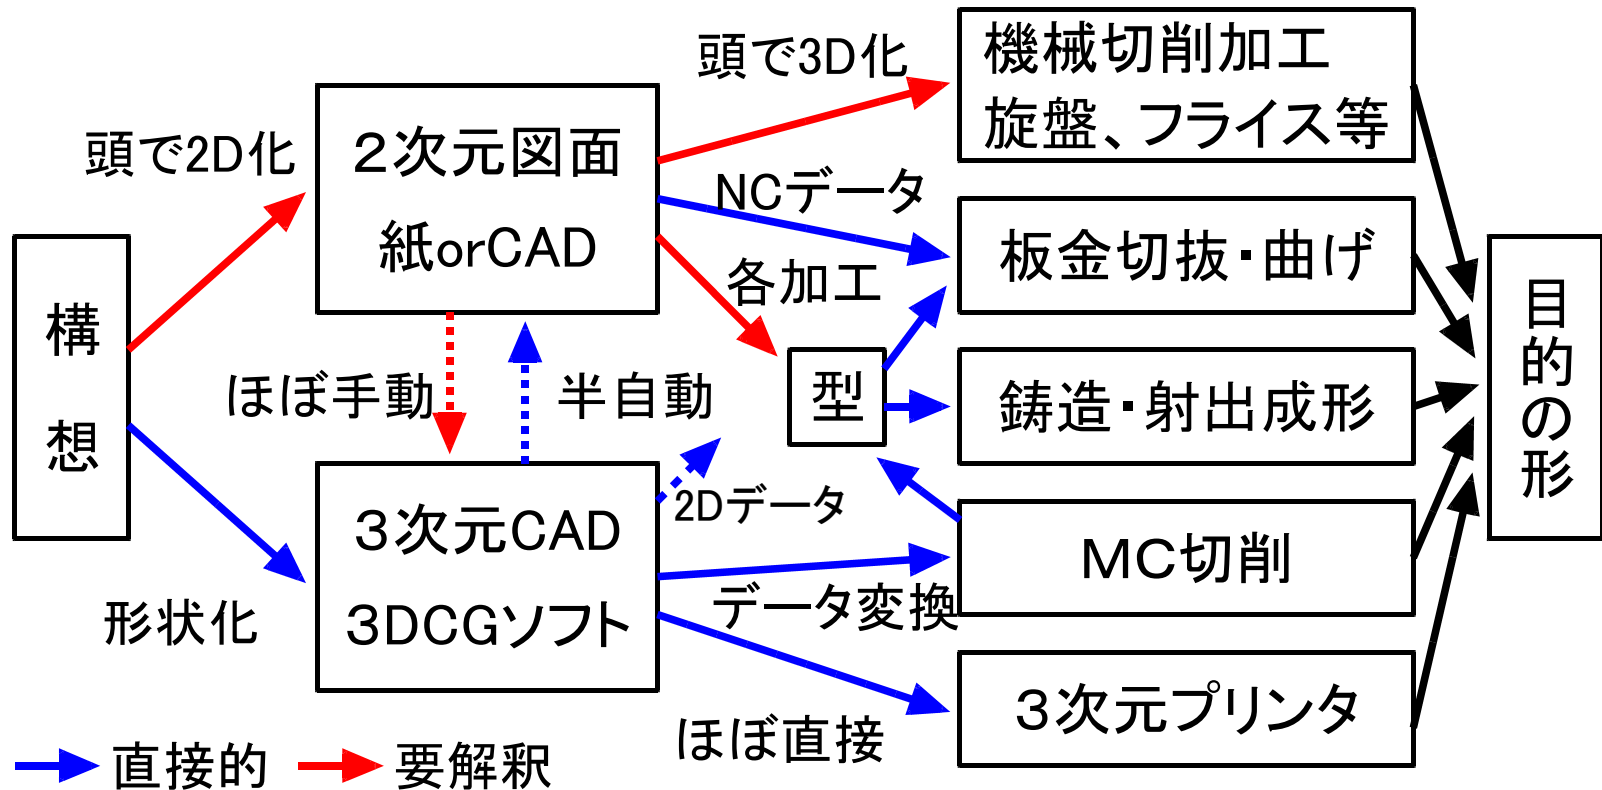 構
想
頭で2D化
形状化
２次元図面
紙orCAD
ほぼ手動
半自動
３次元CAD
３DCGソフト
頭で3D化
NCデータ
各加工
型
2Dデータ
データ変換
ほぼ直接
機械切削加工
旋盤、フライス等
板金切抜・曲げ
鋳造・射出成形
MC切削
３次元プリンタ
目
的
の
形
直接的
要解釈